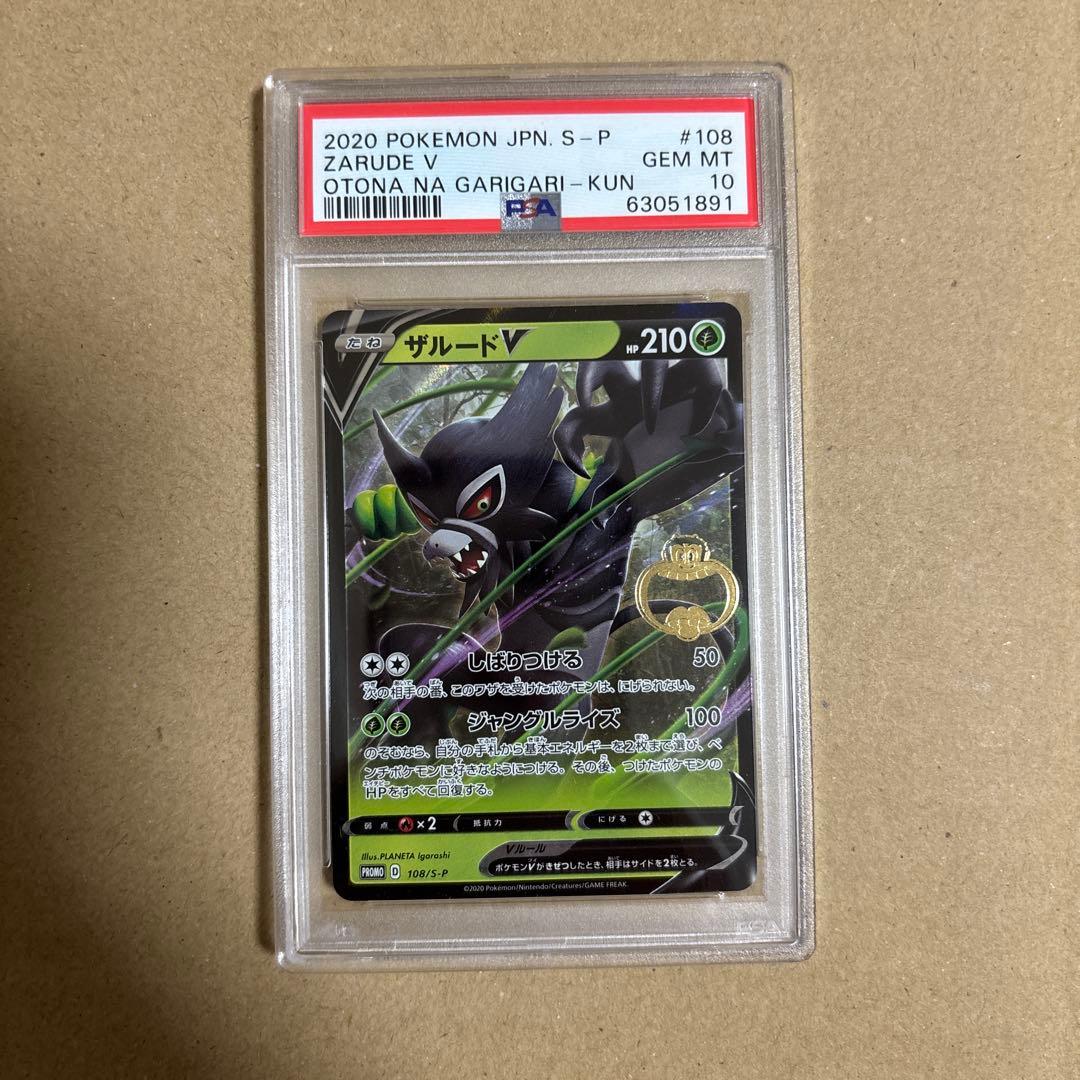 2020 POKEMON JPN. S-P #108
ZARUDE V GEM MT
OTONA NA GARIGARI-KUN 10
PSA 63051891
たね ザルードV HP 210
しばりつける 50
次の相手の番、このワザを受けたポケモンは、にげられない。
ジャングルライズ 100
のぞむなら、自分の手札から基本エネルギーを2枚まで選び、ベ
ンチポケモンに好きなようにつける。その後、つけたポケモンの
HPをすべて回復する。
弱点 ×2 抵抗力 にげる
Illus.PLANETA Igarashi
Vルール
ポケモンVがきぜつしたとき、相手はサイドを2枚とる。
PROMO D 108/S-P
©2020 Pokémon/Nintendo/Creatures/GAME FREAK.
PSA